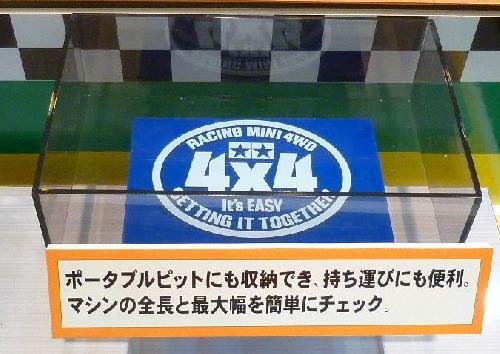 RACING MINI 4WD
4x4
It's EASY
GETTING IT TOGETHER
ポータブルピットにも収納でき、持ち運びにも便利。
マシンの全長と最大幅を簡単にチェック。